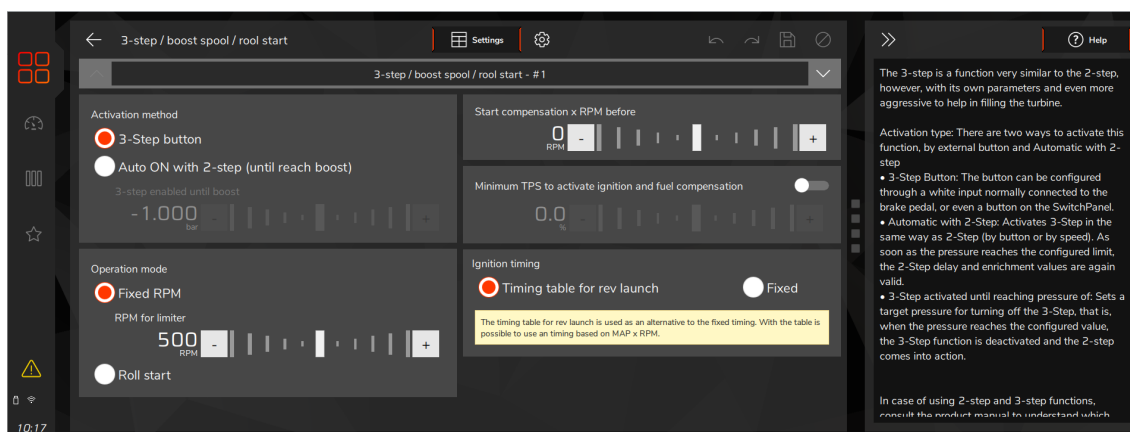 3-step / boost spool / rool start
Settings
Help
3-step / boost spool / rool start - #1
Activation method
3-Step button
Auto ON with 2-step (until reach boost)
3-step enabled until boost
-1.000
bar
-
+
Operation mode
Fixed RPM
RPM for limiter
500
RPM
-
+
Roll start
Start compensation x RPM before
0
RPM
-
+
Minimum TPS to activate ignition and fuel compensation
0.0
%
-
+
Ignition timing
Timing table for rev launch
Fixed
The timing table for rev launch is used as an alternative to the fixed timing. With the table is
possible to use an timing based on MAP x RPM.
The 3-step is a function very similar to the 2-step,
however, with its own parameters and even more
aggressive to help in filling the turbine.
Activation type: There are two ways to activate this
function, by external button and Automatic with 2-
step
• 3-Step Button: The button can be configured
through a white input normally connected to the
brake pedal, or even a button on the SwitchPanel.
• Automatic with 2-Step: Activates 3-Step in the
same way as 2-Step (by button or by speed). As
soon as the pressure reaches the configured limit,
the 2-Step delay and enrichment values are again
valid.
• 3-Step activated until reaching pressure of: Sets a
target pressure for turning off the 3-Step, that is,
when the pressure reaches the configured value,
the 3-Step function is deactivated and the 2-step
comes into action.
In case of using 2-step and 3-step functions,
consult the product manual to understand which
10:17